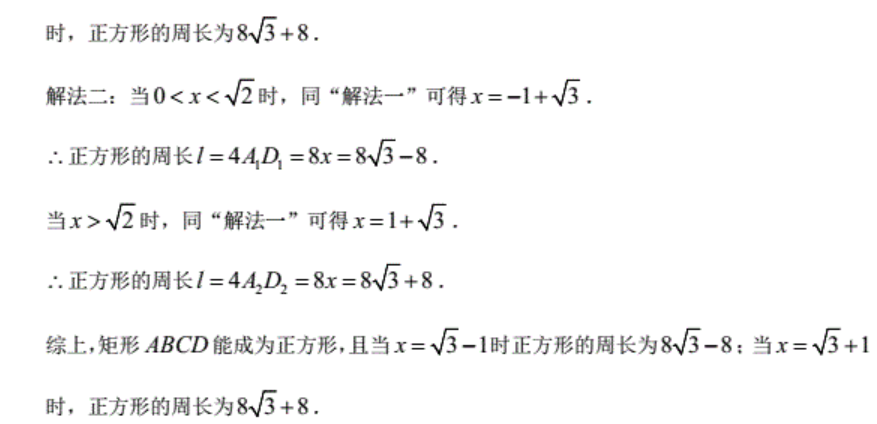 时，正方形的周长为8√3+8．
解法二：当0<x<√2时，同“解法一”可得x=−1+√3．
∴正方形的周长l=4A₁D₁=8x=8√3−8．
当x>√2时，同“解法一”可得x=1+√3．
∴正方形的周长l=4A₂D₂=8x=8√3+8．
综上，矩形ABCD能成为正方形，且当x=√3−1时正方形的周长为8√3−8；当x=√3+1
时，正方形的周长为8√3+8．